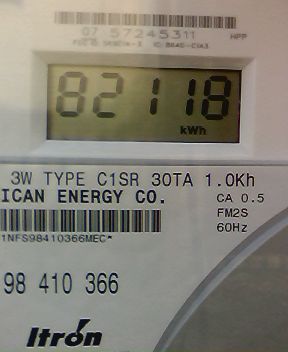 07 57245311
HPP
82118
kWh
3W TYPE C1SR 30TA 1.0Kh
ICAN ENERGY CO.
CA 0.5
FM2S
60Hz
1NFS98410366MEC*
98 410 366
Itron